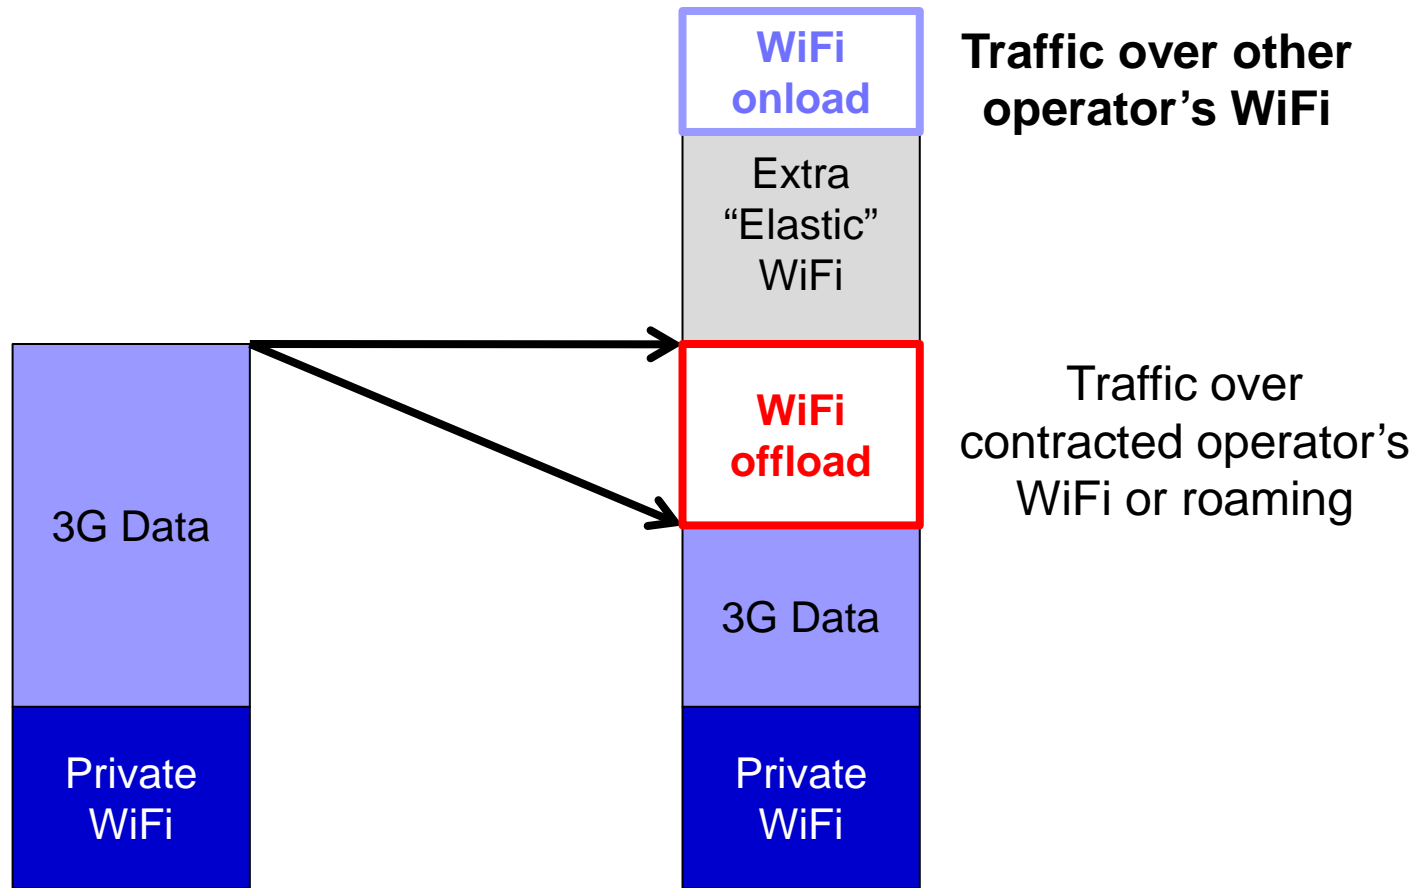 WiFi
onload
Traffic over other
operator’s WiFi
Extra
“Elastic”
WiFi
WiFi
offload
Traffic over
contracted operator’s
WiFi or roaming
3G Data
3G Data
Private
WiFi
Private
WiFi